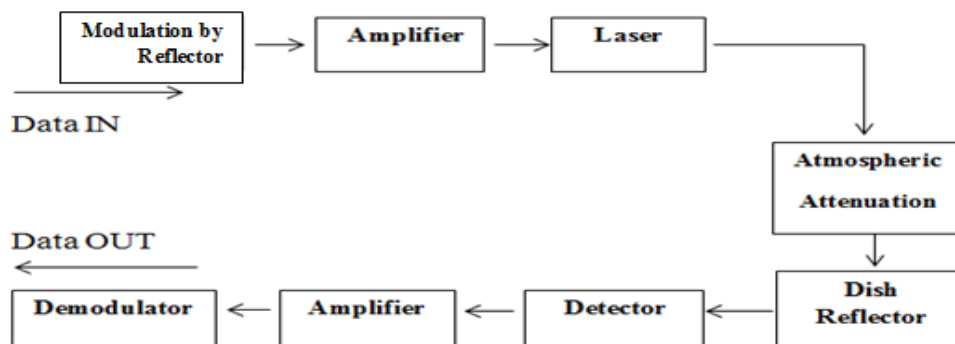 Modulation by
Reflector
Amplifier
Laser
Data IN
Atmospheric
Attenuation
Dish
Reflector
Detector
Amplifier
Demodulator
Data OUT